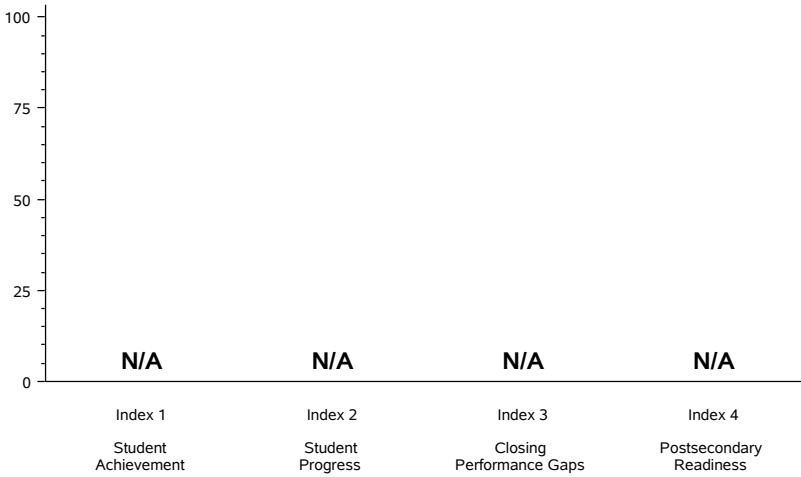 100
75
50
25
0
N/A N/A N/A N/A
Index 1 Index 2 Index 3 Index 4
Student Student Closing Postsecondary
Achievement Progress Performance Gaps Readiness